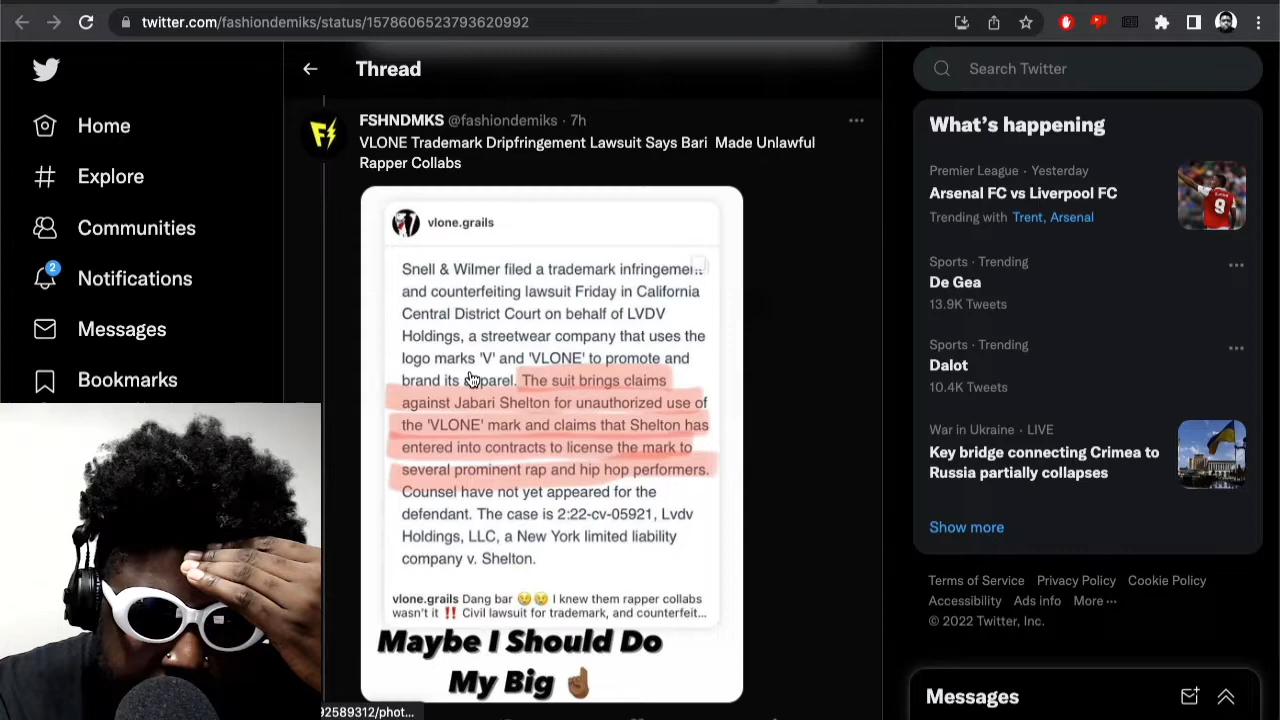 twitter.com/fashiondemiks/status/1578606523793620992
Home
Explore
Communities
Notifications
2
Messages
Bookmarks
Thread
FSHNDMKS @fashiondemiks · 7h
VLONE Trademark Dripfringement Lawsuit Says Bari Made Unlawful
Rapper Collabs
vlone.grails
Snell & Wilmer filed a trademark infringement
and counterfeiting lawsuit Friday in California
Central District Court on behalf of LVDV
Holdings, a streetwear company that uses the
logo marks 'V' and 'VLONE' to promote and
brand its apparel. The suit brings claims
against Jabari Shelton for unauthorized use of
the 'VLONE' mark and claims that Shelton has
entered into contracts to license the mark to
several prominent rap and hip hop performers.
Counsel have not yet appeared for the
defendant. The case is 2:22-cv-05921, Lvdv
Holdings, LLC, a New York limited liability
company v. Shelton.
vlone.grails Dang bar 😢😢 I knew them rapper collabs
wasn't it ‼️ Civil lawsuit for trademark, and counterfeit...
Maybe I Should Do
My Big ☝🏾
92589312/phot...
Search Twitter
What's happening
Premier League · Yesterday
Arsenal FC vs Liverpool FC
Trending with Trent, Arsenal
9
Sports · Trending
De Gea
13.9K Tweets
Sports · Trending
Dalot
10.4K Tweets
War in Ukraine · LIVE
Key bridge connecting Crimea to
Russia partially collapses
Show more
Terms of Service Privacy Policy Cookie Policy
Accessibility Ads info More ···
© 2022 Twitter, Inc.
Messages